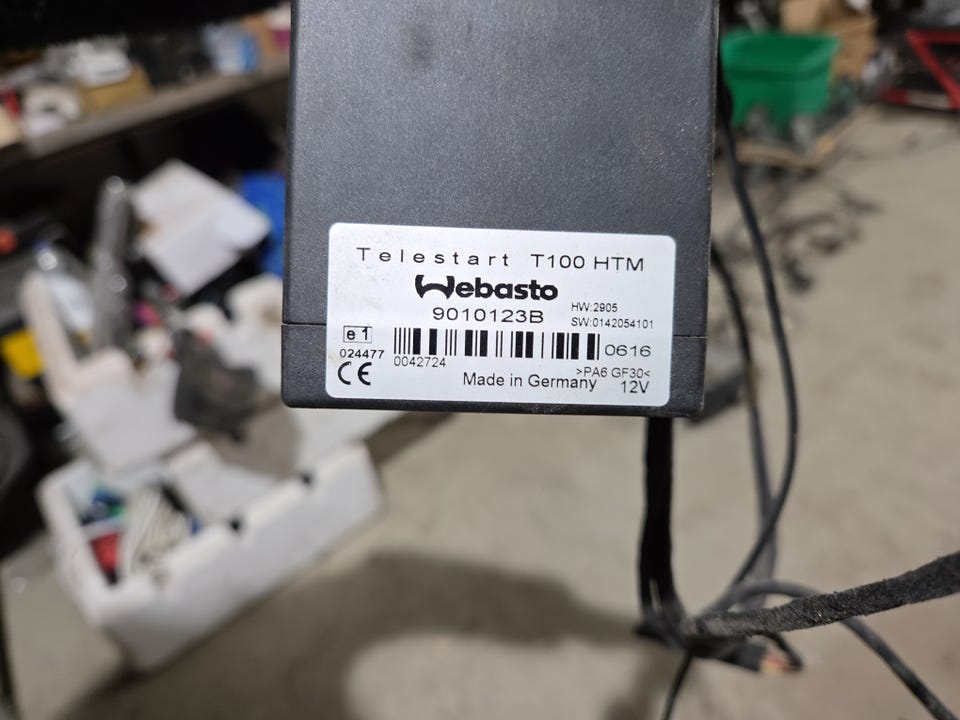 Telestart T100 HTM
Webasto
9010123B
HW:2905
SW:0142054101
e1
024477
0042724
0616
>PA6 GF30<
Made in Germany
12V
CE